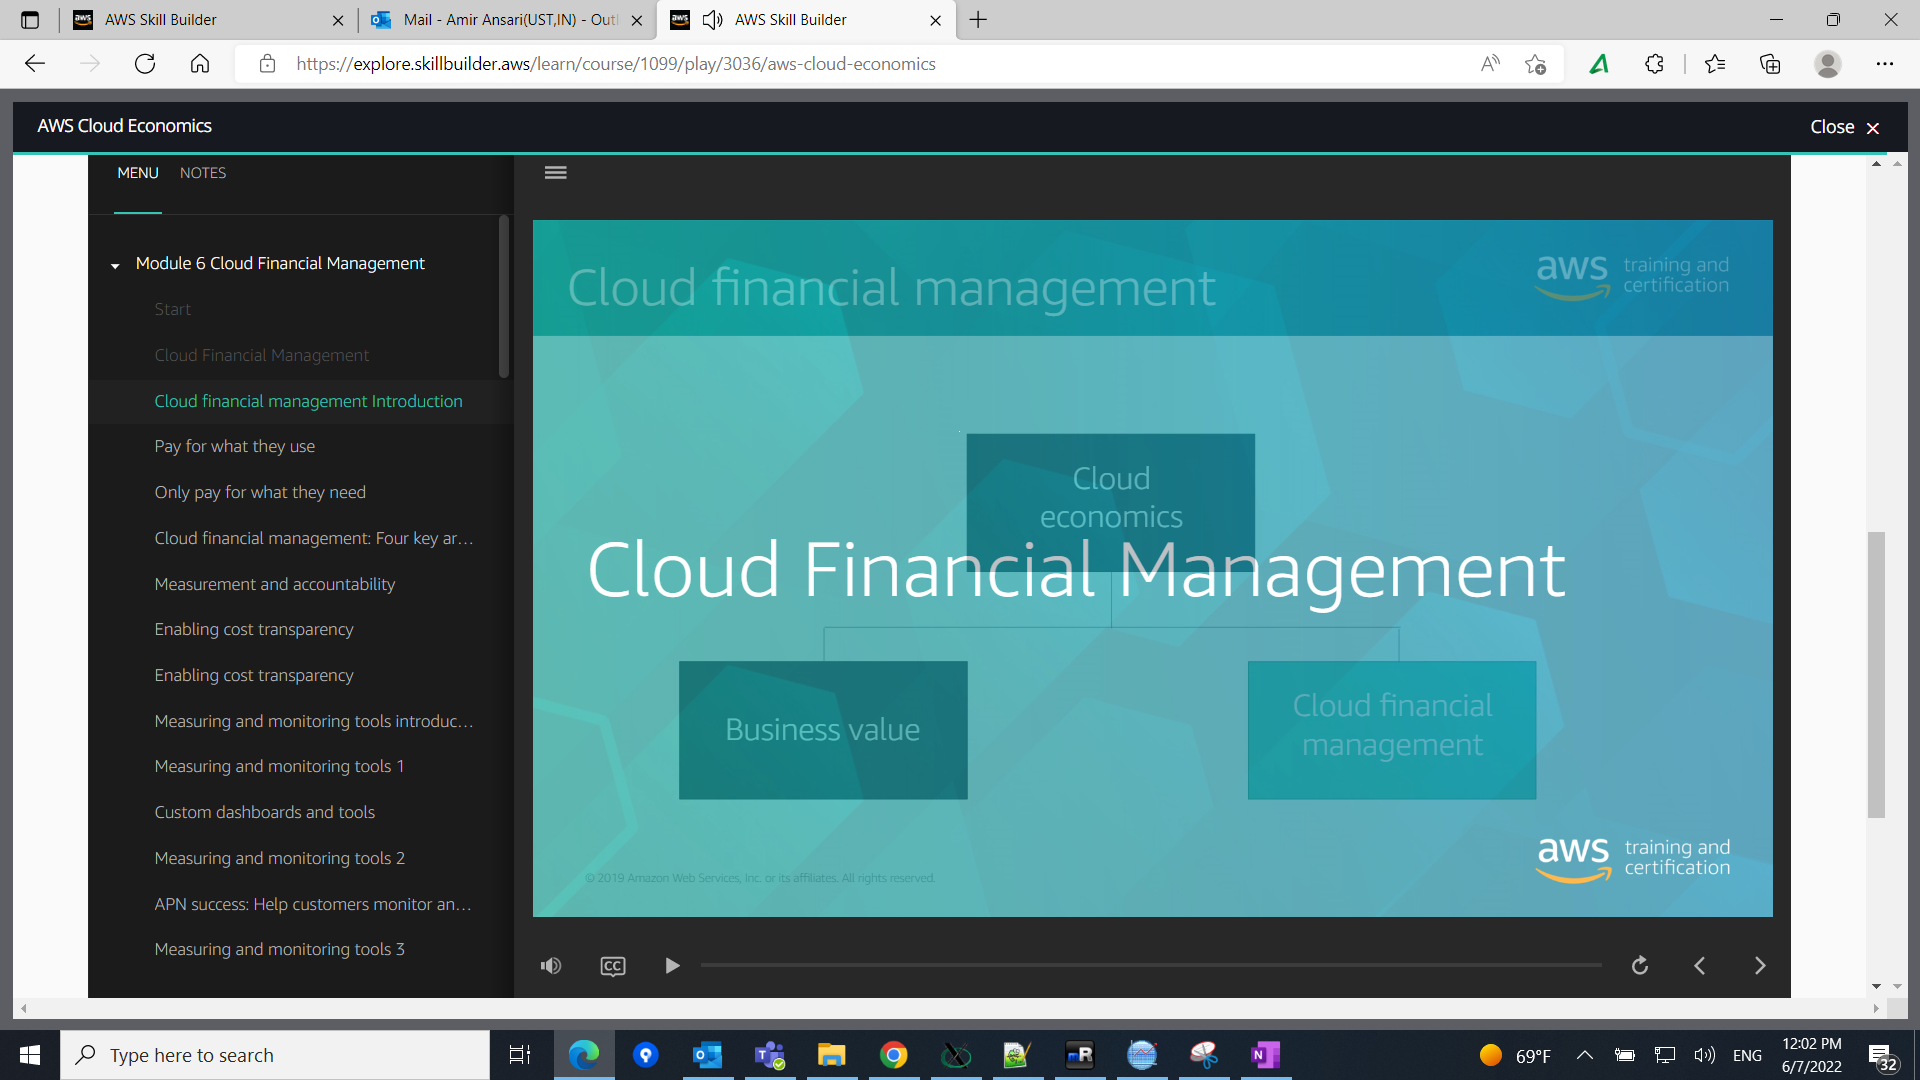 AWS Skill Builder
Mail - Amir Ansari(UST,IN) - Outl
AWS Skill Builder
https://explore.skillbuilder.aws/learn/course/1099/play/3036/aws-cloud-economics
AWS Cloud Economics
Close
MENU NOTES
Module 6 Cloud Financial Management
Start
Cloud Financial Management
Cloud financial management Introduction
Pay for what they use
Only pay for what they need
Cloud financial management: Four key ar...
Measurement and accountability
Enabling cost transparency
Enabling cost transparency
Measuring and monitoring tools introduc...
Measuring and monitoring tools 1
Custom dashboards and tools
Measuring and monitoring tools 2
APN success: Help customers monitor an...
Measuring and monitoring tools 3
Cloud financial management
aws training and
certification
Cloud
economics
Cloud Financial Management
Business value
Cloud financial
management
aws training and
certification
© 2019 Amazon Web Services, Inc. or its affiliates. All rights reserved.
CC
Type here to search
69°F
ENG
12:02 PM
6/7/2022
32